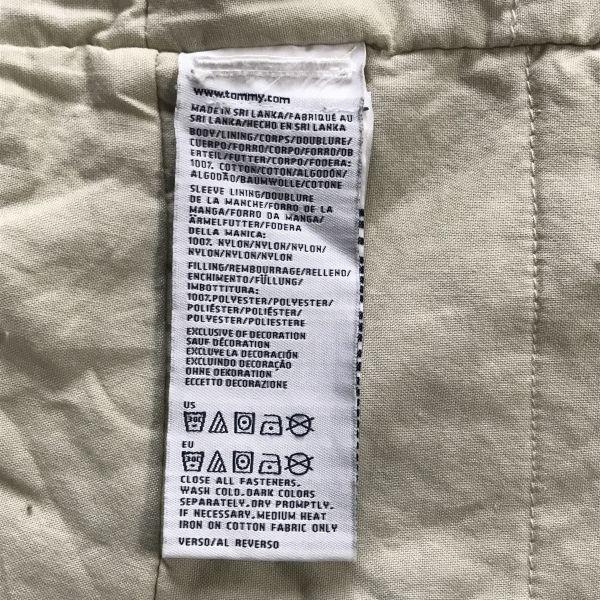 www.tommy.com
MADE IN SRI LANKA/FABRIQUÉ AU
SRI LANKA/HECHO EN SRI LANKA
BODY/LINING/CORPS/DOUBLURE/
CUERPO/FORRO/CORPO/FORRO/OB
ERTEIL/FUTTER/CORPO/FODERA:
100% COTTON/COTON/ALGODÓN/
ALGODÃO/BAUMWOLLE/COTONE
SLEEVE LINING/DOUBLURE
DE LA MANCHE/FORRO DE LA
MANGA/FORRO DA MANGA/
ÄRMELFUTTER/FODERA
DELLA MANICA:
100% NYLON/NYLON/NYLON/
NYLON/NYLON/NYLON
FILLING/REMBOURRAGE/RELLENO/
ENCHIMENTO/FÜLLUNG/
IMBOTTITURA:
100%POLYESTER/POLYESTER/
POLIÉSTER/POLIÉSTER/
POLYESTER/POLIESTERE
EXCLUSIVE OF DECORATION
SAUF DÉCORATION
EXCLUYE LA DECORACIÓN
EXCLUINDO DECORAÇÃO
OHNE DEKORATION
ECCETTO DECORAZIONE
US
30C
EU
30C
CLOSE ALL FASTENERS.
WASH COLD.DARK COLORS
SEPARATELY.DRY PROMPTLY.
IF NECESSARY,MEDIUM HEAT
IRON ON COTTON FABRIC ONLY
VERSO/AL REVERSO